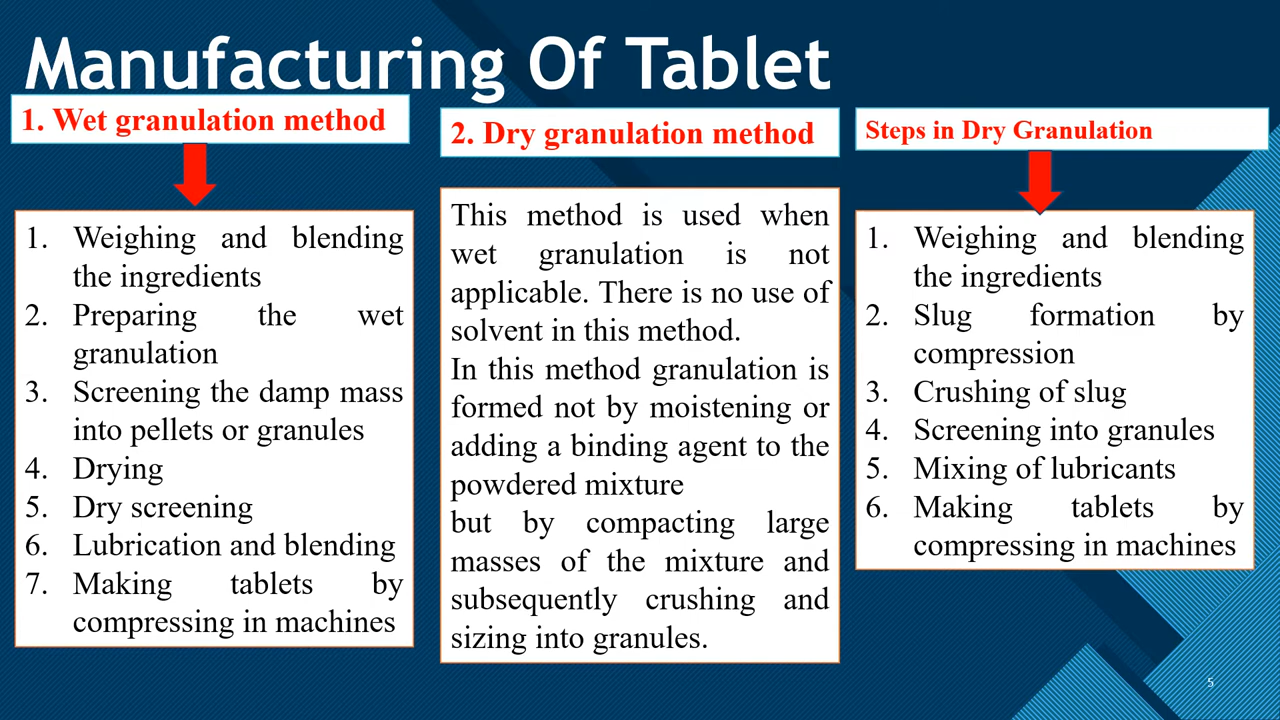 Manufacturing Of Tablet
1. Wet granulation method
1. Weighing and blending
the ingredients
2. Preparing the wet
granulation
3. Screening the damp mass
into pellets or granules
4. Drying
5. Dry screening
6. Lubrication and blending
7. Making tablets by
compressing in machines
2. Dry granulation method
This method is used when
wet granulation is not
applicable. There is no use of
solvent in this method.
In this method granulation is
formed not by moistening or
adding a binding agent to the
powdered mixture
but by compacting large
masses of the mixture and
subsequently crushing and
sizing into granules.
Steps in Dry Granulation
1. Weighing and blending
the ingredients
2. Slug formation by
compression
3. Crushing of slug
4. Screening into granules
5. Mixing of lubricants
6. Making tablets by
compressing in machines
5